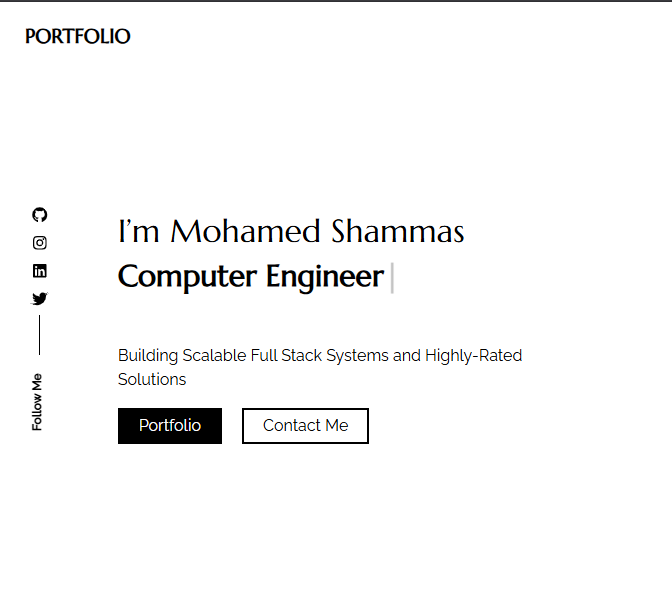 PORTFOLIO
I'm Mohamed Shammas
Computer Engineer
Building Scalable Full Stack Systems and Highly-Rated
Solutions
Portfolio
Contact Me
Follow Me